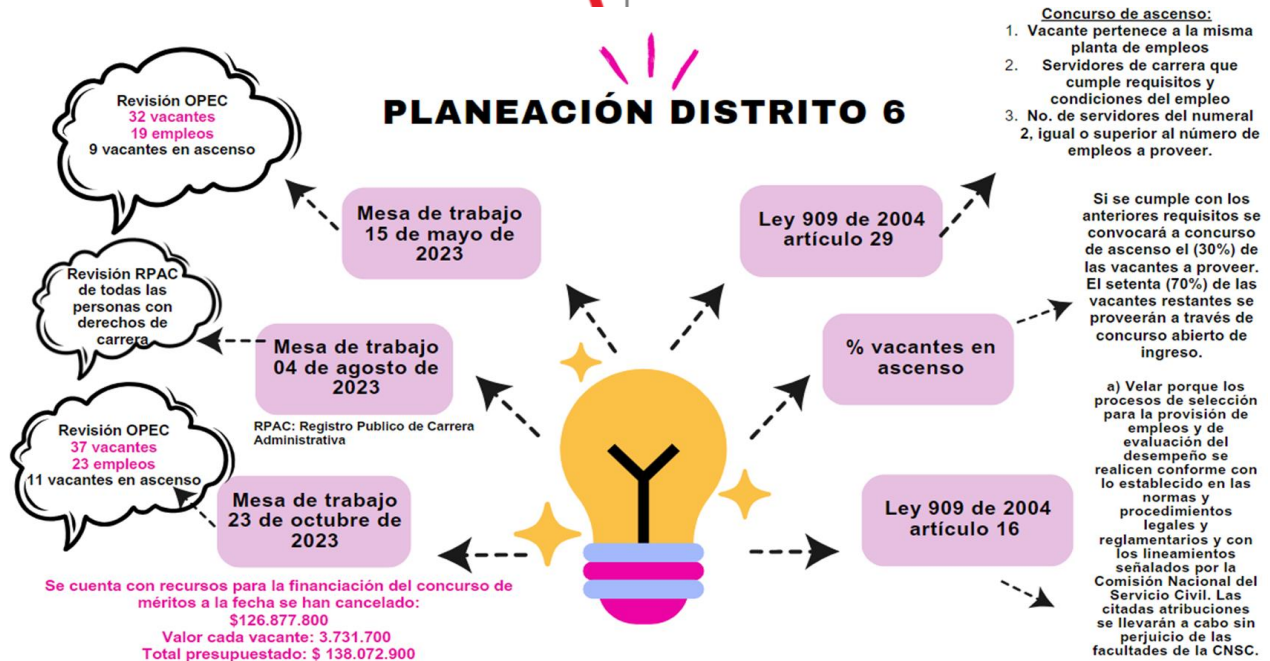 PLANEACIÓN DISTRITO 6
Revisión OPEC
32 vacantes
19 empleos
9 vacantes en ascenso
Mesa de trabajo
15 de mayo de
2023
Revisión RPAC
de todas las
personas con
derechos de
carrera
Mesa de trabajo
04 de agosto de
2023
RPAC: Registro Publico de Carrera
Administrativa
Revisión OPEC
37 vacantes
23 empleos
11 vacantes en ascenso
Mesa de trabajo
23 de octubre de
2023
Se cuenta con recursos para la financiación del concurso de
méritos a la fecha se han cancelado:
$126.877.800
Valor cada vacante: 3.731.700
Total presupuestado: $ 138.072.900
Ley 909 de 2004
artículo 29
Concurso de ascenso:
1. Vacante pertenece a la misma
planta de empleos
2. Servidores de carrera que
cumple requisitos y
condiciones del empleo
3. No. de servidores del numeral
2, igual o superior al número de
empleos a proveer.
% vacantes en
ascenso
Si se cumple con los
anteriores requisitos se
convocará a concurso
de ascenso el (30%) de
las vacantes a proveer.
El setenta (70%) de las
vacantes restantes se
proveerán a través de
concurso abierto de
ingreso.
Ley 909 de 2004
artículo 16
a) Velar porque los
procesos de selección
para la provisión de
empleos y de
evaluación del
desempeño se
realicen conforme con
lo establecido en las
normas y
procedimientos
legales y
reglamentarios y con
los lineamientos
señalados por la
Comisión Nacional del
Servicio Civil. Las
citadas atribuciones
se llevarán a cabo sin
perjuicio de las
facultades de la CNSC.